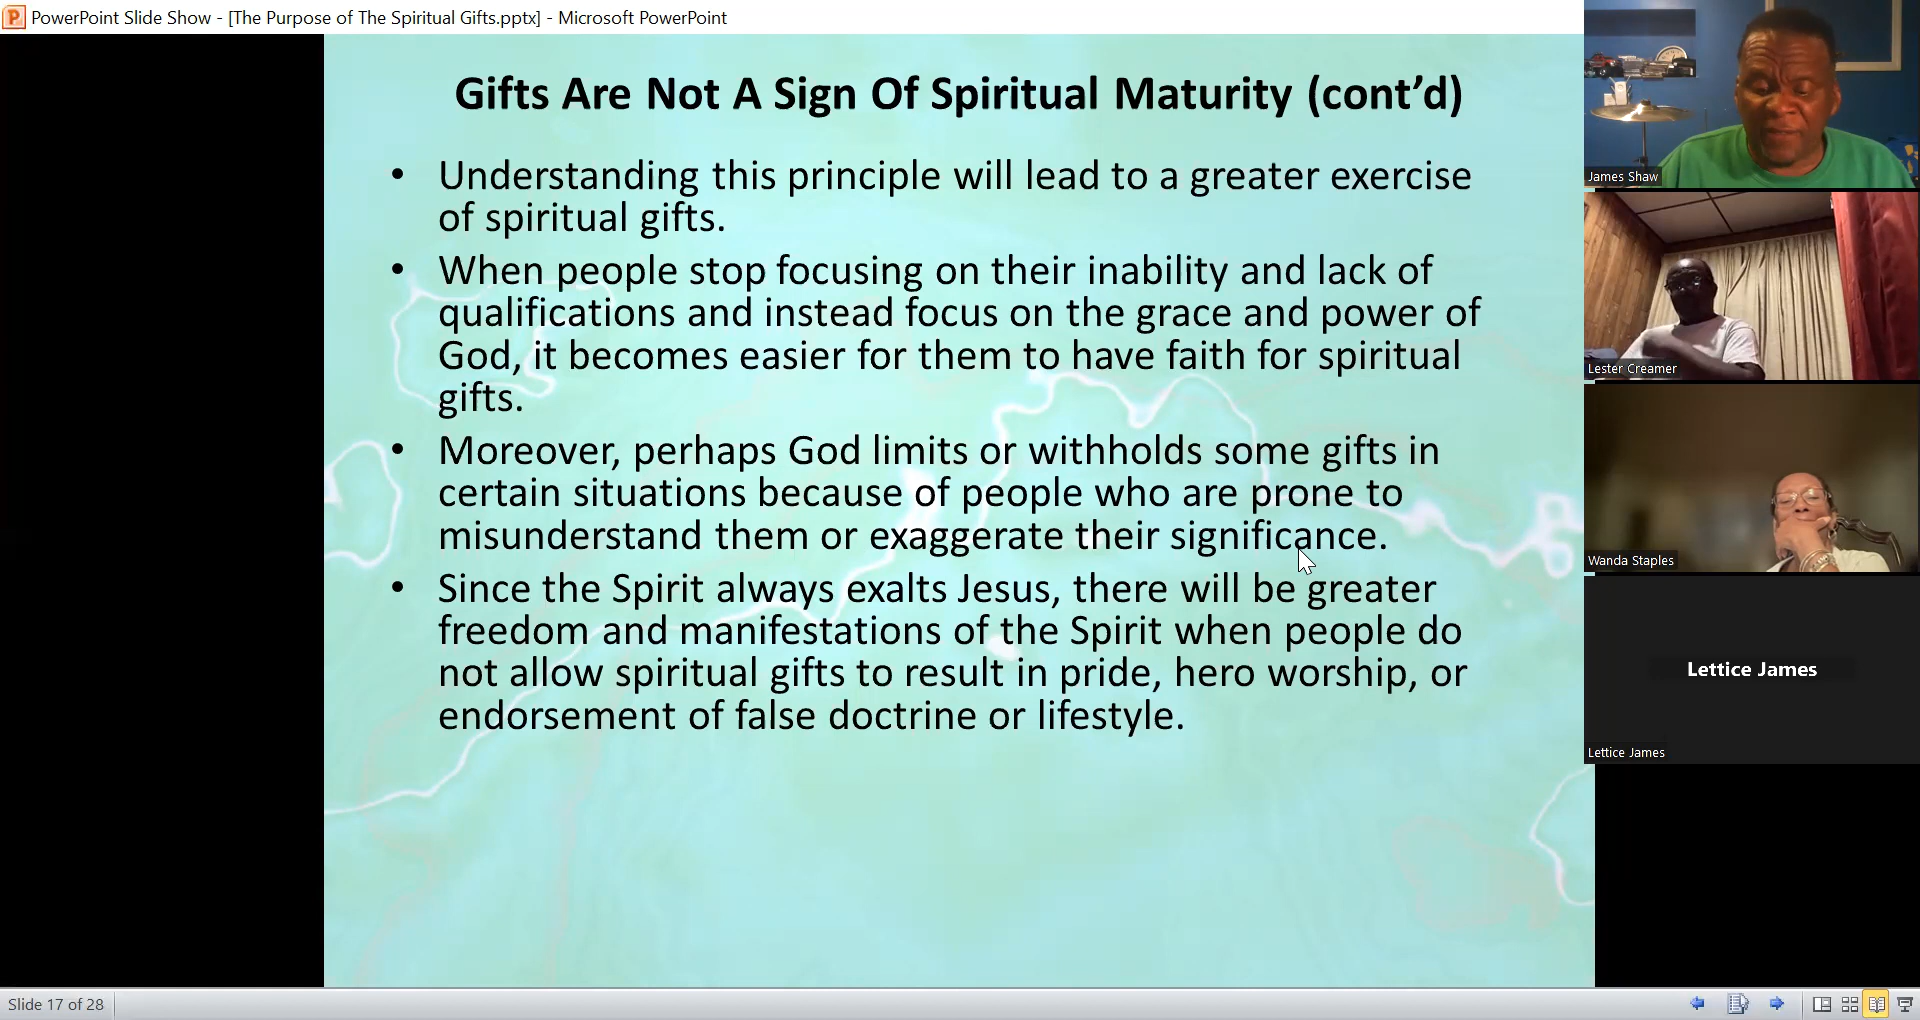 PowerPoint Slide Show - [The Purpose of The Spiritual Gifts.pptx] - Microsoft PowerPoint
Gifts Are Not A Sign Of Spiritual Maturity (cont’d)
• Understanding this principle will lead to a greater exercise
of spiritual gifts.
• When people stop focusing on their inability and lack of
qualifications and instead focus on the grace and power of
God, it becomes easier for them to have faith for spiritual
gifts.
• Moreover, perhaps God limits or withholds some gifts in
certain situations because of people who are prone to
misunderstand them or exaggerate their significance.
• Since the Spirit always exalts Jesus, there will be greater
freedom and manifestations of the Spirit when people do
not allow spiritual gifts to result in pride, hero worship, or
endorsement of false doctrine or lifestyle.
James Shaw
Lester Creamer
Wanda Staples
Lettice James
Lettice James
Slide 17 of 28